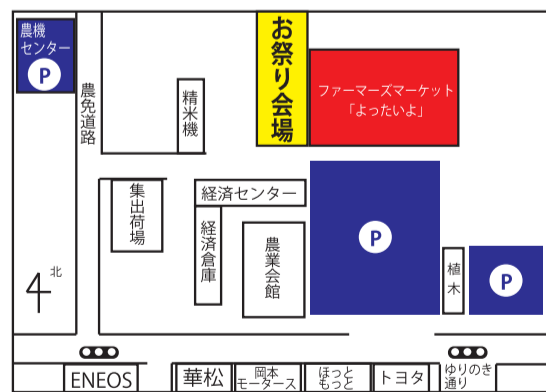 農機
センター
P
農免道路
精米機
お祭り会場
ファーマーズマーケット
「よったいよ」
集出荷場
経済センター
経済倉庫
農業会館
P
植木
P
北
ENEOS
華松
岡本
モータース
ほっと
もっと
トヨタ
ゆりのき
通り